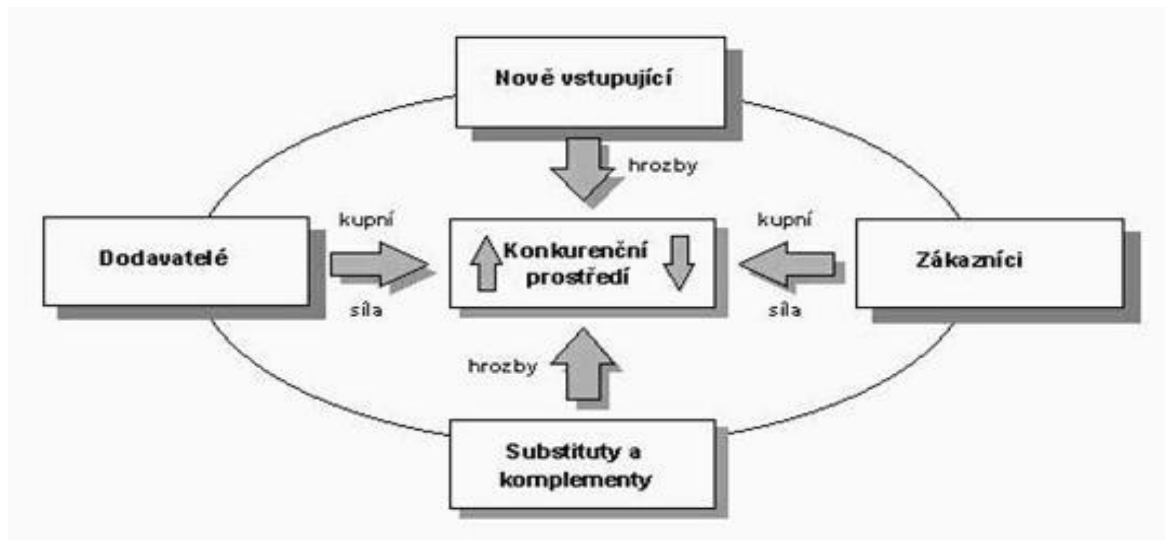 Nově vstupující
hrozby
kupní
kupní
Dodavatelé
Konkurenční
prostředí
Zákazníci
síla
síla
hrozby
Substituty a
komplementy